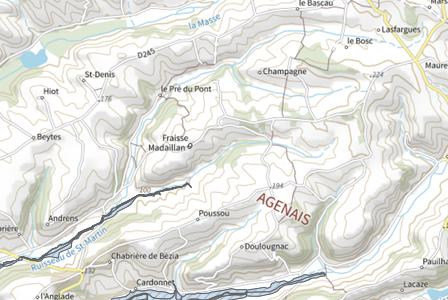 le Bascau
la Masse
Lasfargues
le Bosc
D245
St-Denis
Champagne
224
Maure
Hiot
176
le Pré du Pont
Beytes
Fraisse
Madaillan
100
194
AGENAIS
Andrens
Poussou
Ruisseau de St-Martin
Doulougnac
Chabrière de Bézia
132
Pauilha
Cardonnet
Lacaze
l'Anglade